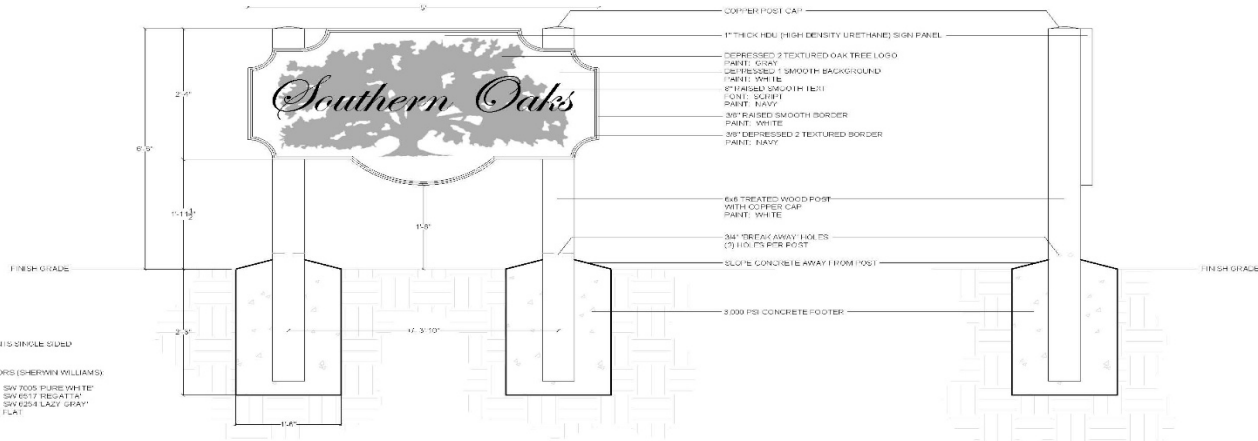 5'
COPPER POST CAP
1" THICK HDU (HIGH DENSITY URETHANE) SIGN PANEL
DEPRESSED 2 TEXTURED OAK TREE LOGO
PAINT: GRAY
DEPRESSED 1 SMOOTH BACKGROUND
PAINT: WHITE
8" RAISED SMOOTH TEXT
FONT: SCRIPT
PAINT: NAVY
3/8" RAISED SMOOTH BORDER
PAINT: WHITE
3/8" DEPRESSED 2 TEXTURED BORDER
PAINT: NAVY
Southern Oaks
2'-4"
6x6 TREATED WOOD POST
WITH COPPER CAP
PAINT: WHITE
3/4" 'BREAK AWAY' HOLES
(2) HOLES PER POST
SLOPE CONCRETE AWAY FROM POST
FINISH GRADE
FINISH GRADE
3,000 PSI CONCRETE FOOTER
+/- 3'-10"
SINGLE SIDED
(SHERWIN WILLIAMS)
SW 7005 'PURE WHITE'
SW 6517 'REGATTA'
SW 6254 'LAZY GRAY'
FLAT
1'-6"